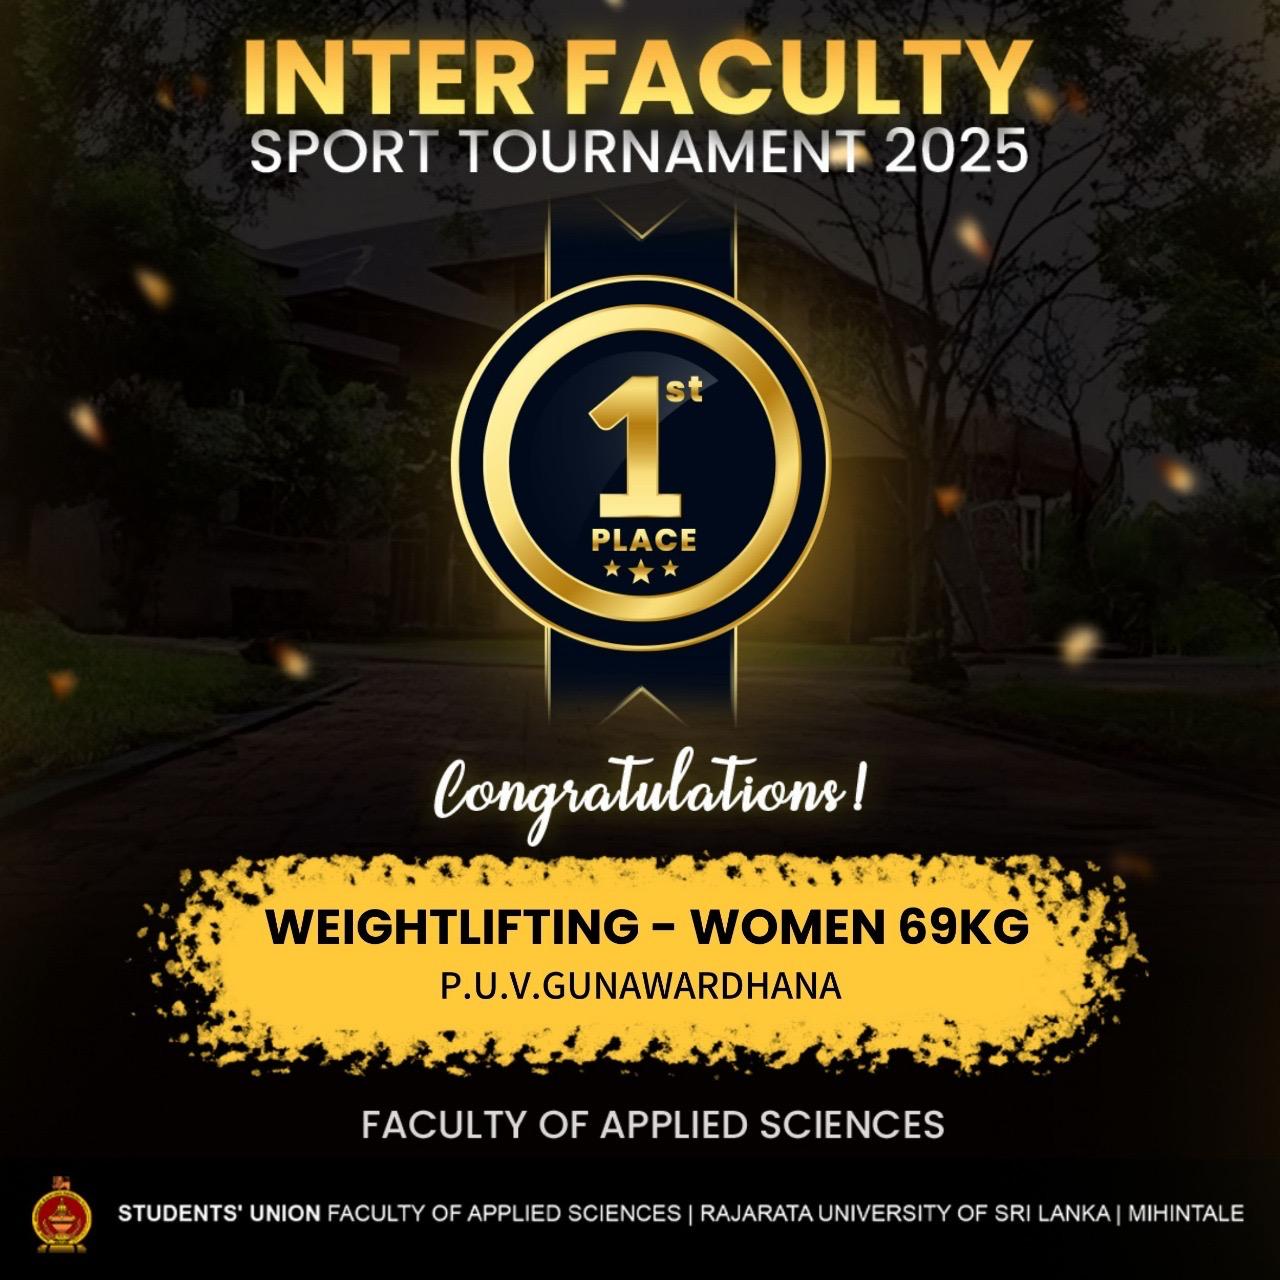 INTER FACULTY
SPORT TOURNAMENT 2025
1st
PLACE
Congratulations!
WEIGHTLIFTING - WOMEN 69KG
P.U.V.GUNAWARDHANA
FACULTY OF APPLIED SCIENCES
STUDENTS' UNION FACULTY OF APPLIED SCIENCES | RAJARATA UNIVERSITY OF SRI LANKA | MIHINTALE